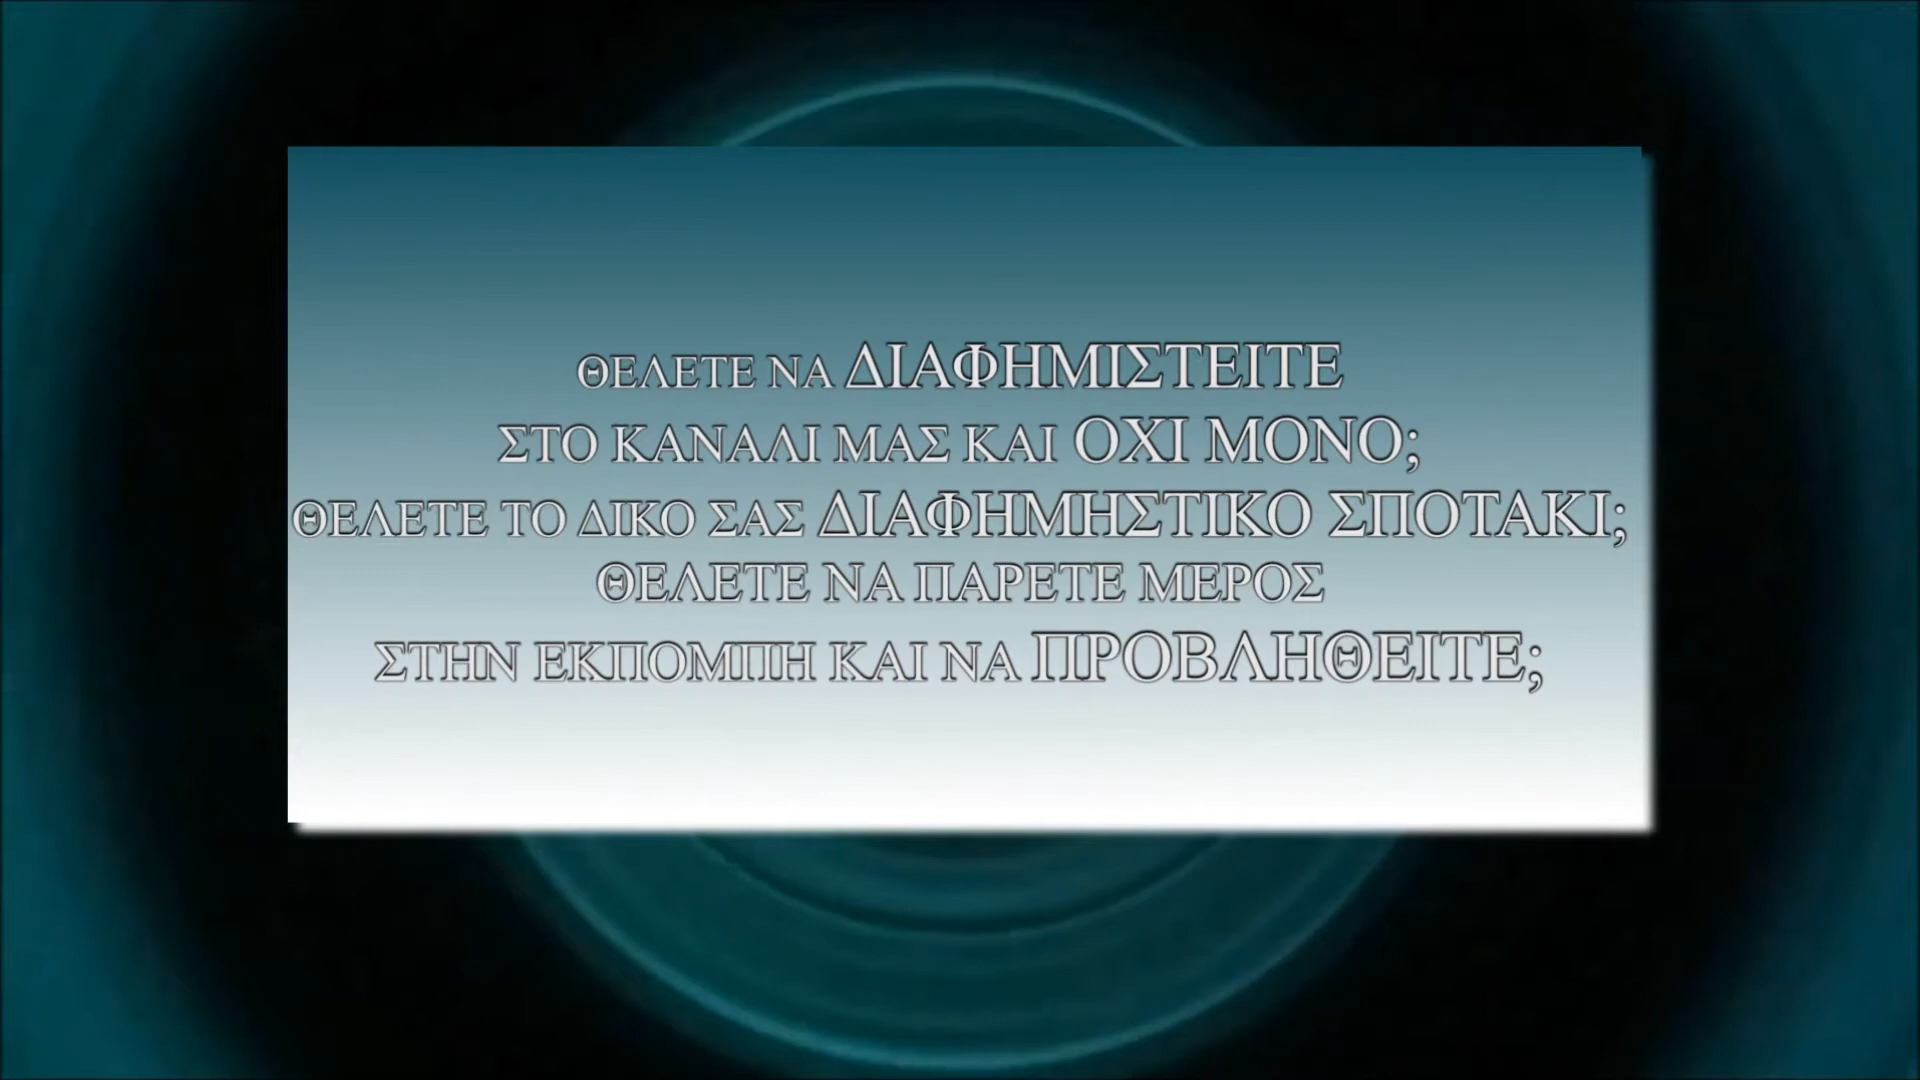 ΘΕΛΕΤΕ ΝΑ ΔΙΑΦΗΜΙΣΤΕΙΤΕ
ΣΤΟ ΚΑΝΑΛΙ ΜΑΣ ΚΑΙ ΟΧΙ ΜΟΝΟ;
ΘΕΛΕΤΕ ΤΟ ΔΙΚΟ ΣΑΣ ΔΙΑΦΗΜΗΣΤΙΚΟ ΣΠΟΤΑΚΙ;
ΘΕΛΕΤΕ ΝΑ ΠΑΡΕΤΕ ΜΕΡΟΣ
ΣΤΗΝ ΕΚΠΟΜΠΗ ΚΑΙ ΝΑ ΠΡΟΒΛΗΘΕΙΤΕ;